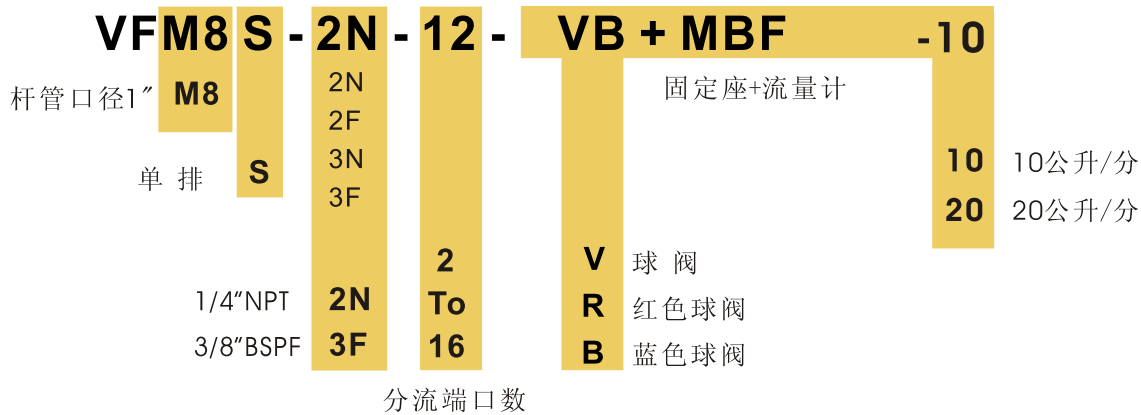 VFM8S-2N-12- VB+MBF -10
杆管口径1″ M8
2N
2F
3N
3F
固定座+流量计
单 排 S
10 10公升/分
20 20公升/分
2
To
16
1/4″NPT 2N
3/8″BSPF 3F
V 球 阀
R 红色球阀
B 蓝色球阀
分流端口数